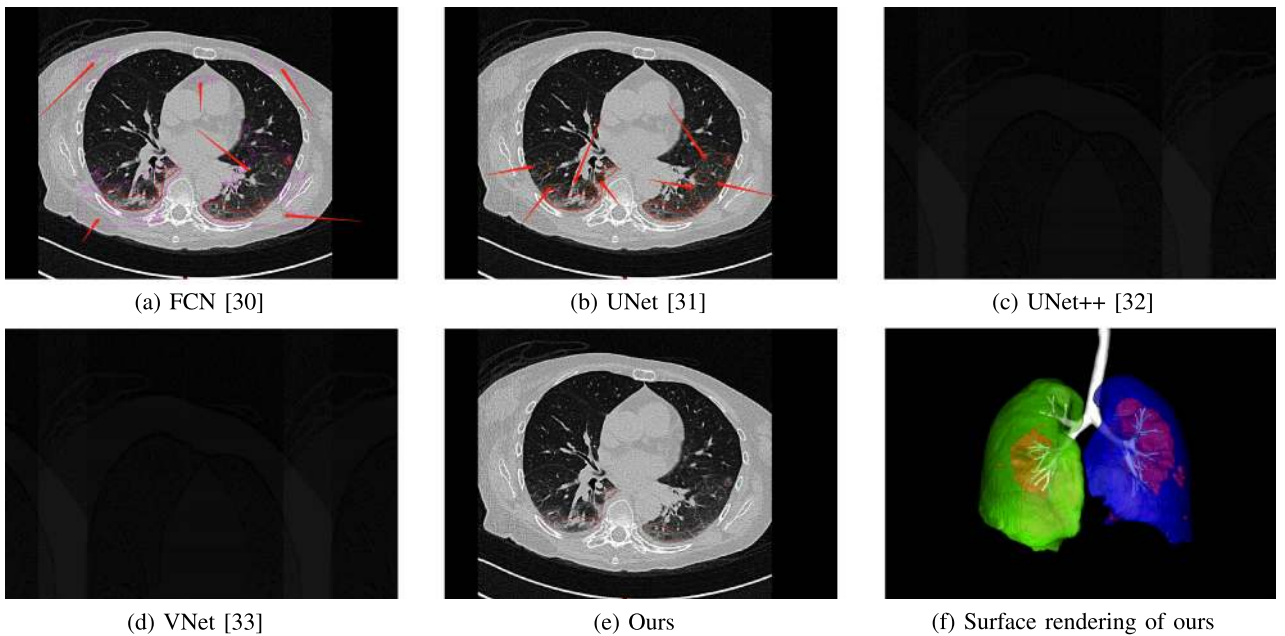 (a) FCN [30]
(b) UNet [31]
(c) UNet++ [32]
(d) VNet [33]
(e) Ours
(f) Surface rendering of ours